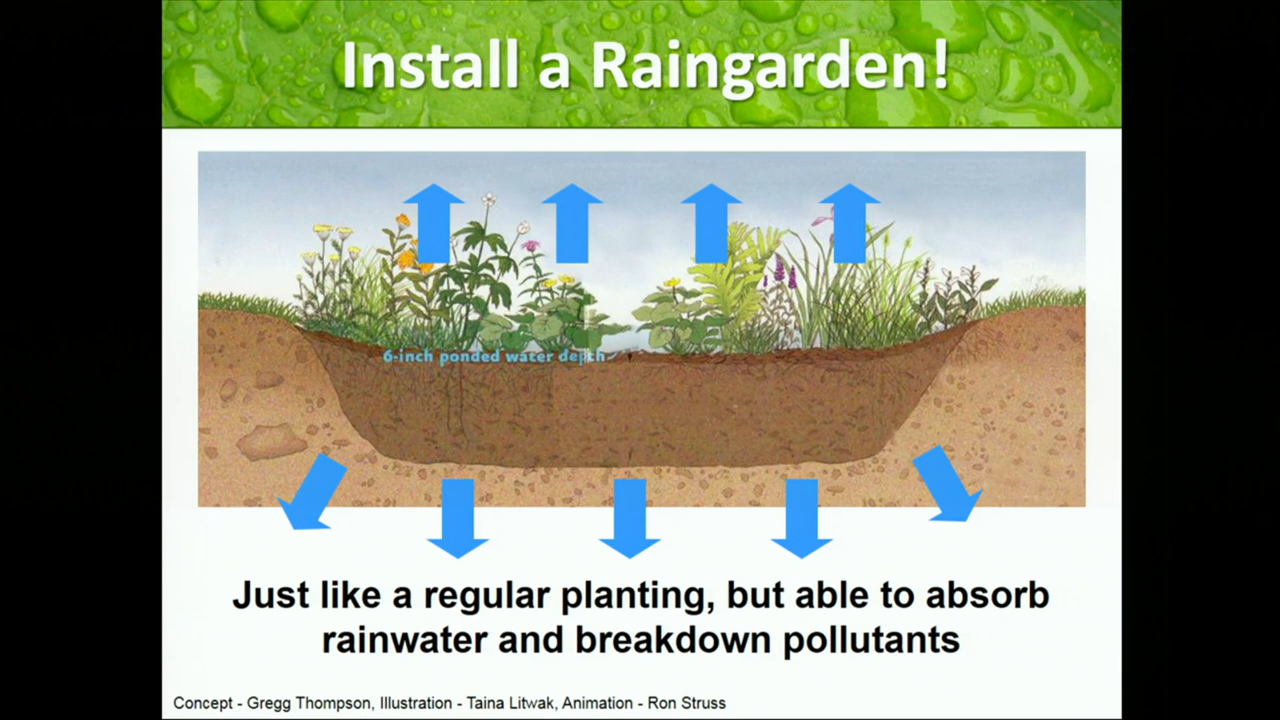 Install a Raingarden!
6-inch ponded water depth
Just like a regular planting, but able to absorb
rainwater and breakdown pollutants
Concept - Gregg Thompson, Illustration - Taina Litwak, Animation - Ron Struss